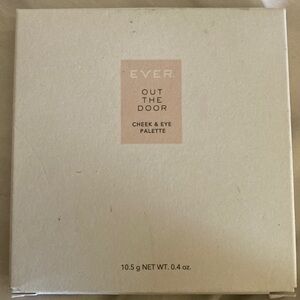 EVER.
OUT
THE
DOOR
CHEEK & EYE
PALETTE
10.5 g NET WT. 0.4 oz.